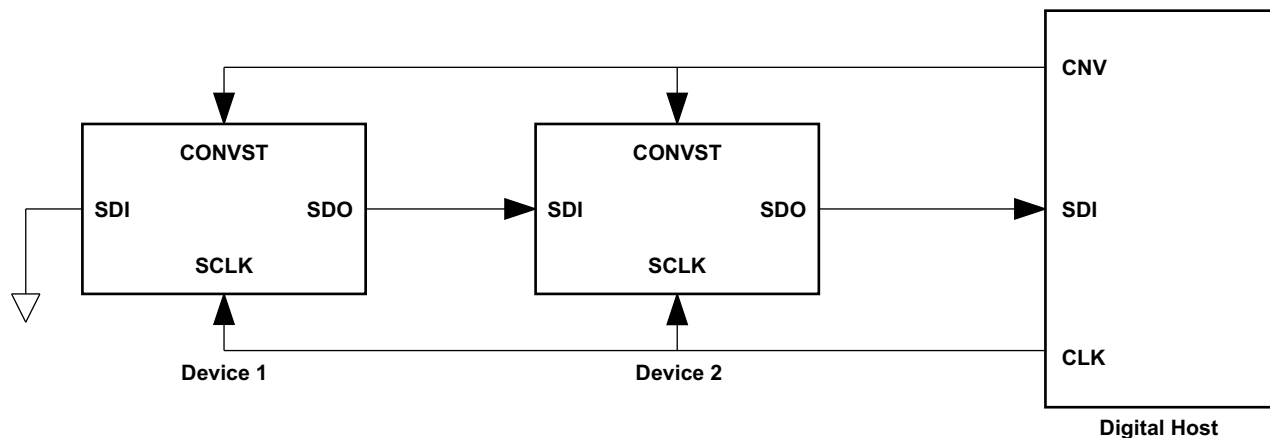 CNV
CONVST
CONVST
SDI
SDO
SDI
SDO
SDI
SCLK
SCLK
CLK
Device 1
Device 2
Digital Host